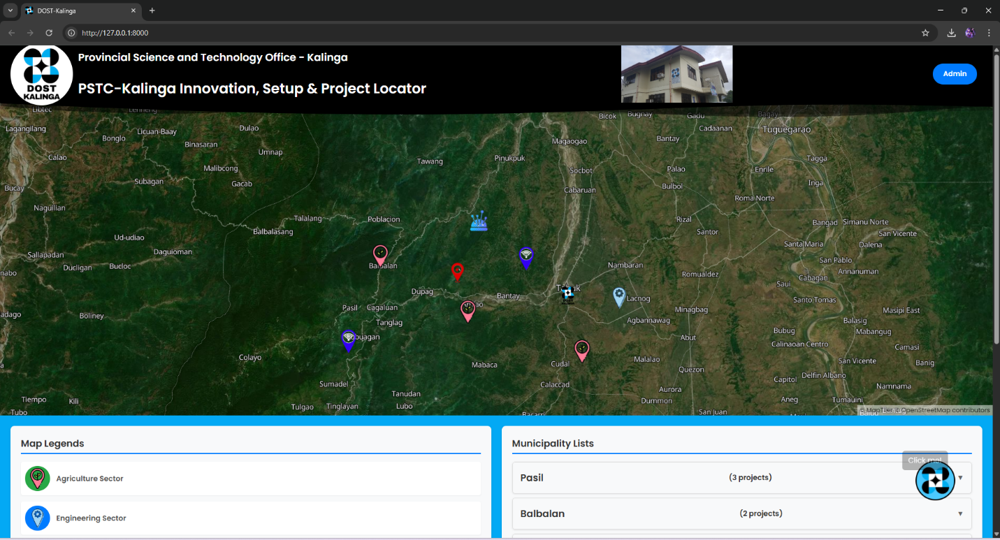 DOST-Kalinga
http://127.0.0.1:8000
DOST
KALINGA
Provincial Science and Technology Office - Kalinga
PSTC-Kalinga Innovation, Setup & Project Locator
Admin
Libtec
Lenneng
Bicok
Bugnay
Gadu
Bagay
Lagangilang
Licuan-Baay
Dulao
Cadaanan
Tuguegarao
Bonglo
Binasaran
Umnap
Magaogao
Bantay
Calao
Tawang
Pinukpuk
Tagga
Malibcong
Socbot
Palao
Enrile
Subagan
Gacab
Cabaruan
Bulbol
Inga
Bucay
Roma Norte
Naguilian
Talalang
Poblacion
Rizal
Bangad
Simanu Norte
Ud-udiao
Balbalasang
Santor
San Vicente
Sallapadan
Daguioman
Santa Maria
Dalena
Ducligan
Bucloc
Balbalan
Nambaran
San Pablo
nabo
Romualdez
Cabagan
Annanuman
Dupag
Bantay
Saui
Lacnog
Santo Tomas
adago
Boliney
Pasil
Cagaluan
ao
Minagbag
Masipi East
Tanglag
Agbannawag
Balasig
buagan
Abut
Bubug
Mabangug
Calinaoan Centro
Camasi
Colayo
Mabaca
Cudal
Malalao
Quezon
San Vicente
Banig
Sumadel
Calaccad
Capitol
Delfin Albano
Aurora
Namnama
Tiempo
Kili
Tanudan
Dummon
Aneg
Tumauini
Tubo
Tulgao
Tinglayan
Lubo
San Juan
Bacarri
© MapTiler © OpenStreetMap contributors
Map Legends
Agriculture Sector
Engineering Sector
Municipality Lists
Click me!
Pasil
(3 projects)
▼
Balbalan
(2 projects)
▼